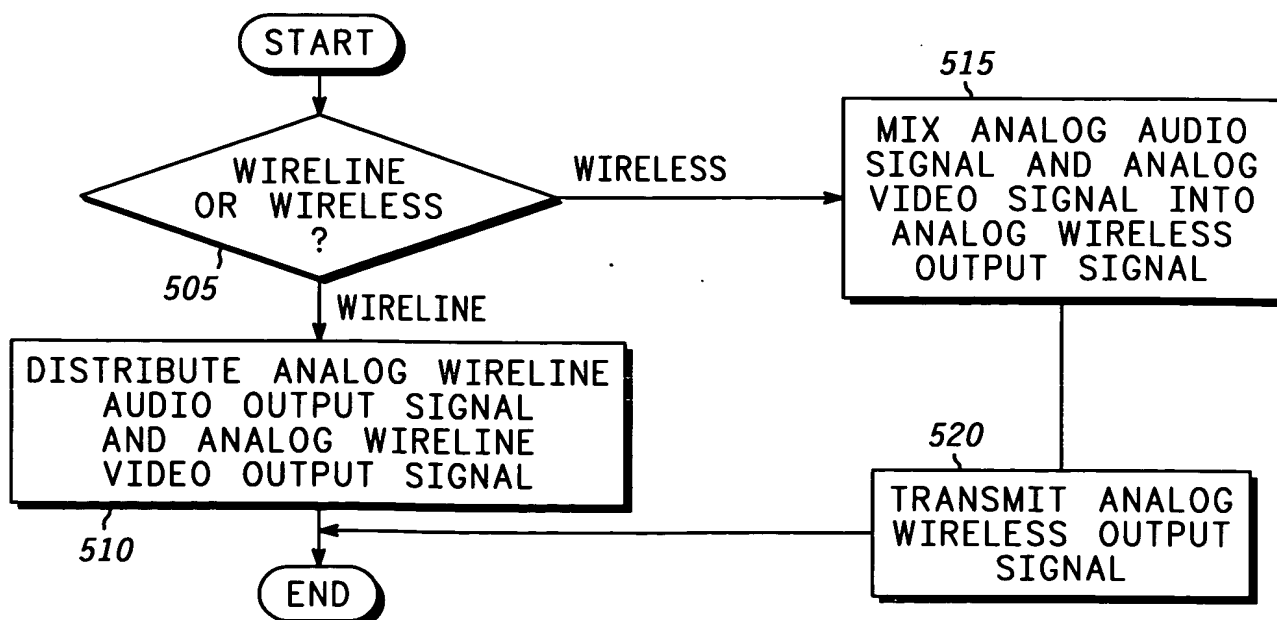 START
WIRELINE
OR WIRELESS
?
505
WIRELESS
515
MIX ANALOG AUDIO
SIGNAL AND ANALOG
VIDEO SIGNAL INTO
ANALOG WIRELESS
OUTPUT SIGNAL
WIRELINE
DISTRIBUTE ANALOG WIRELINE
AUDIO OUTPUT SIGNAL
AND ANALOG WIRELINE
VIDEO OUTPUT SIGNAL
510
520
TRANSMIT ANALOG
WIRELESS OUTPUT
SIGNAL
END